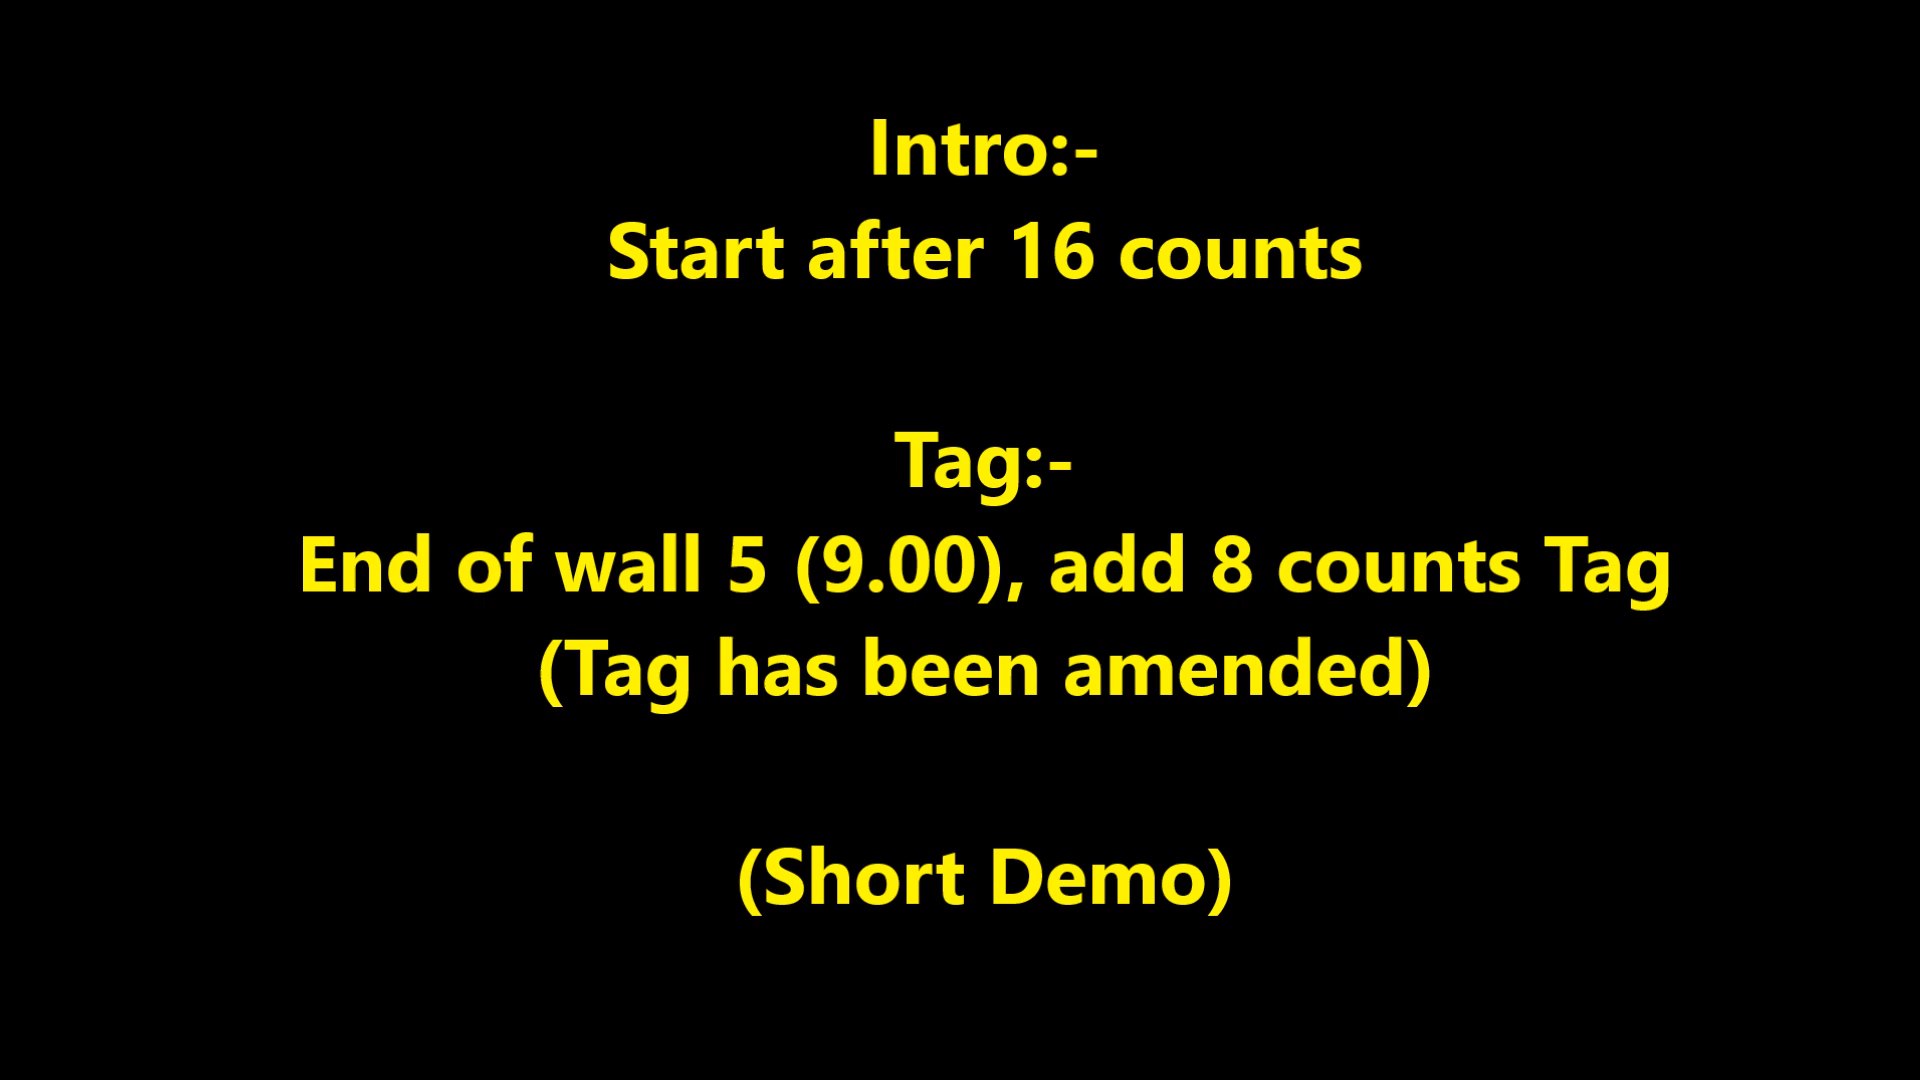 Intro:-
Start after 16 counts
Tag:-
End of wall 5 (9.00), add 8 counts Tag
(Tag has been amended)
(Short Demo)